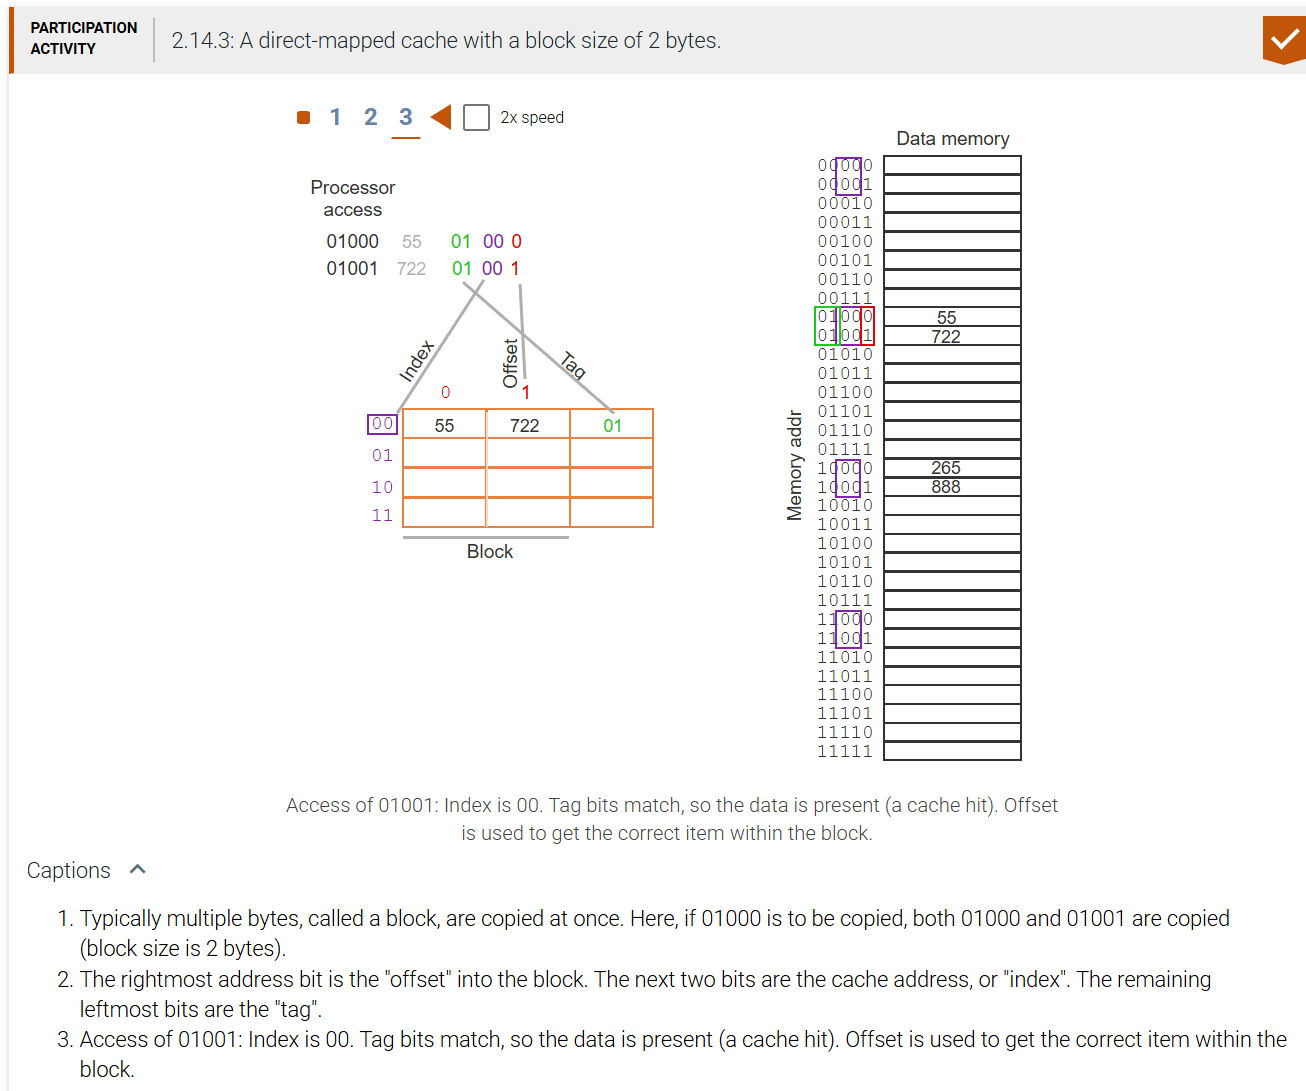 PARTICIPATION
ACTIVITY
2.14.3: A direct-mapped cache with a block size of 2 bytes.
1 2 3 2x speed
Processor
access
01000 55 01 00 0
01001 722 01 00 1
Index
Offset
Tag
0 1
00 55 722 01
01
10
11
Block
Data memory
Memory addr
00000
00001
00010
00011
00100
00101
00110
00111
01000 55
01001 722
01010
01011
01100
01101
01110
01111
10000 265
10001 888
10010
10011
10100
10101
10110
10111
11000
11001
11010
11011
11100
11101
11110
11111
Access of 01001: Index is 00. Tag bits match, so the data is present (a cache hit). Offset
is used to get the correct item within the block.
Captions
1. Typically multiple bytes, called a block, are copied at once. Here, if 01000 is to be copied, both 01000 and 01001 are copied
(block size is 2 bytes).
2. The rightmost address bit is the "offset" into the block. The next two bits are the cache address, or "index". The remaining
leftmost bits are the "tag".
3. Access of 01001: Index is 00. Tag bits match, so the data is present (a cache hit). Offset is used to get the correct item within the
block.